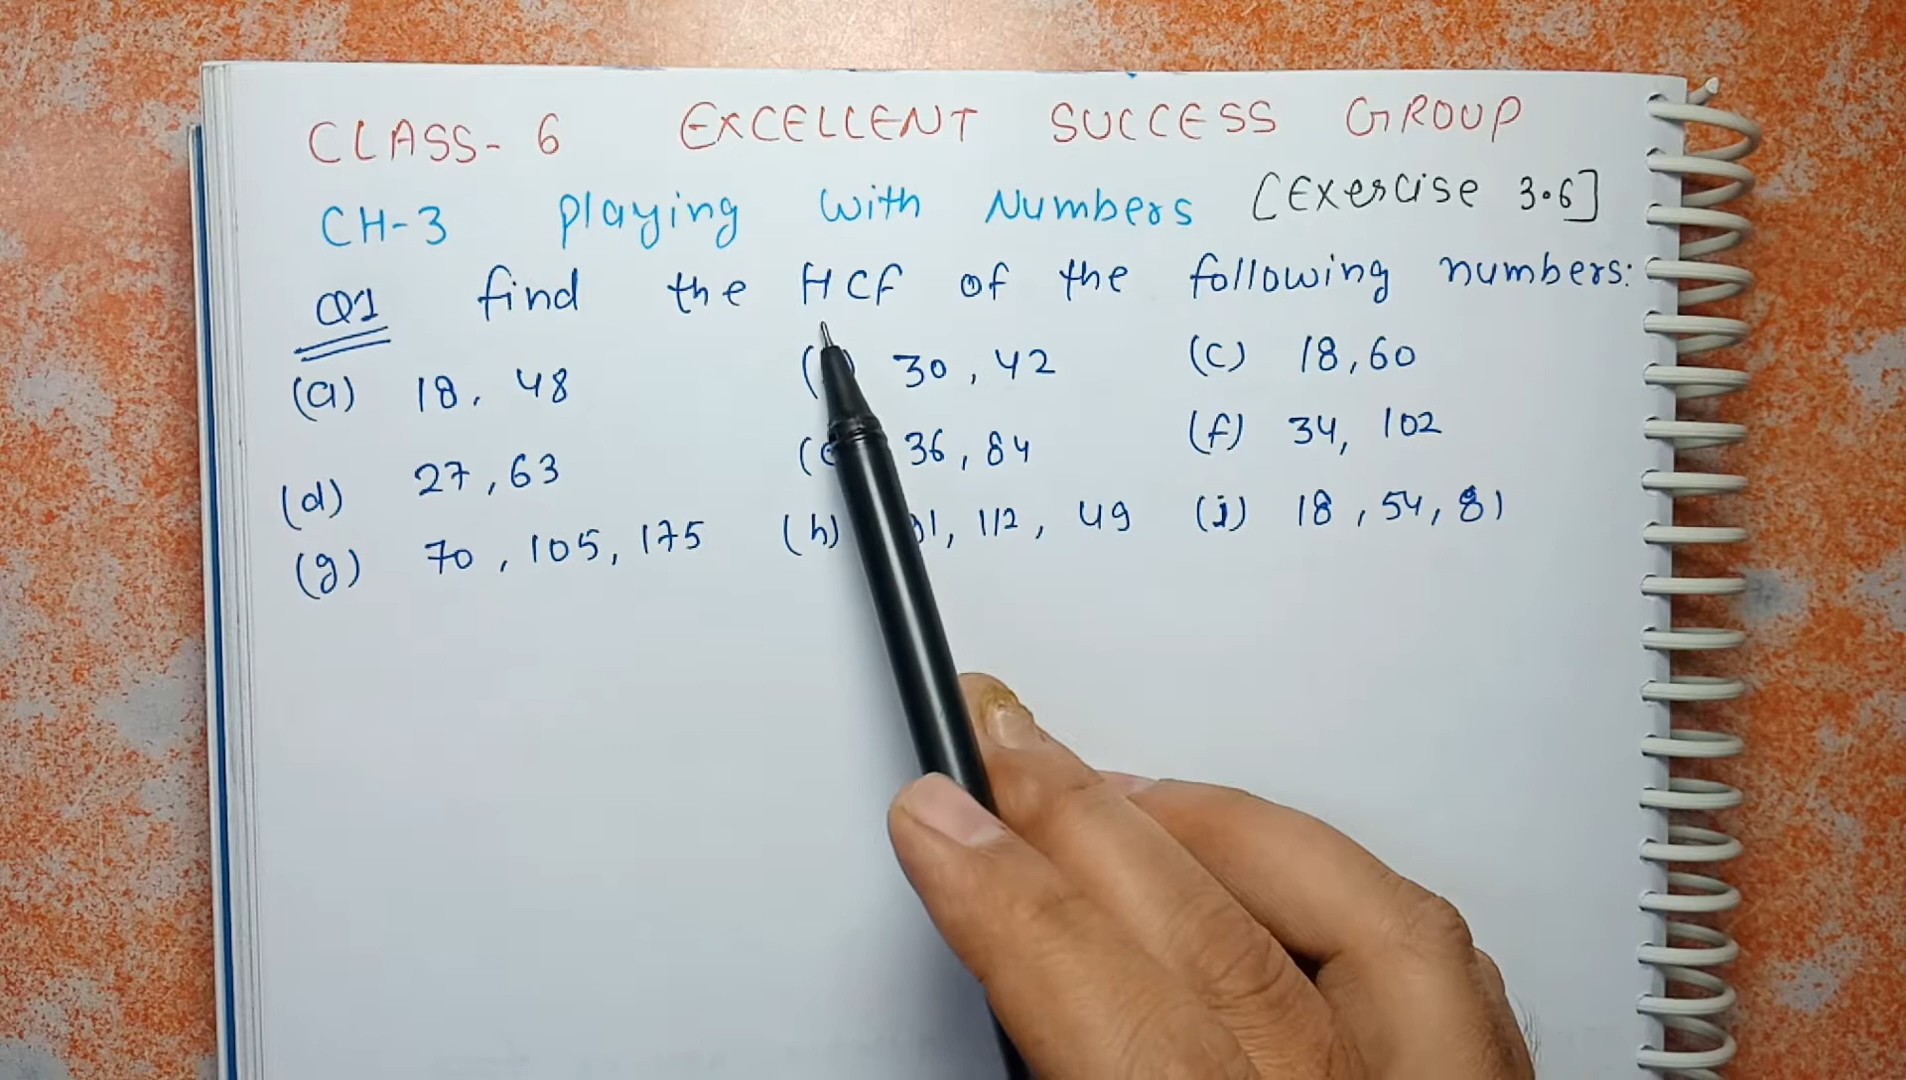 CLASS- 6 EXCELLENT SUCCESS GROUP
CH-3 Playing With Numbers [Exercise 3.6]
Q1 find the HCF of the following numbers:
(a) 18, 48 30, 42 (c) 18, 60
(d) 27, 63 36, 84 (f) 34, 102
(g) 70, 105, 175 (h) 112, 49 (i) 18, 54, 81